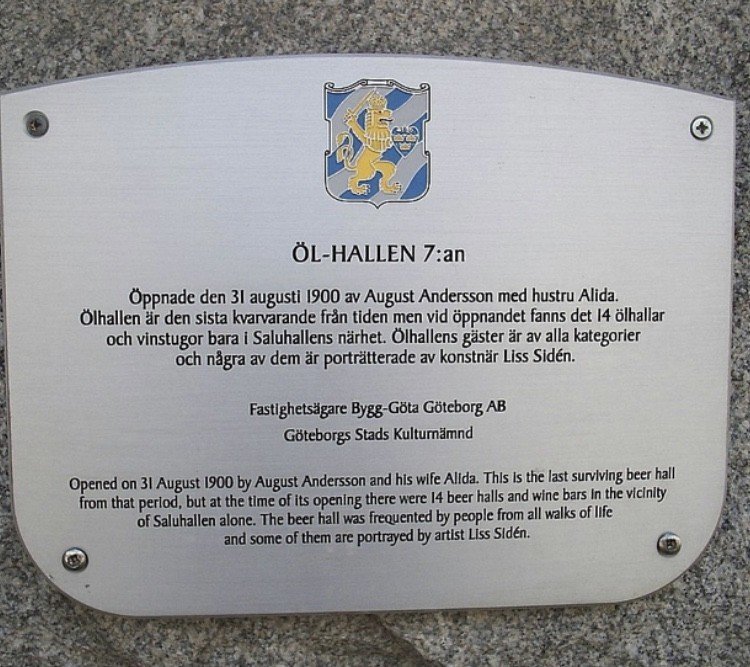 ÖL-HALLEN 7:an
Öppnade den 31 augusti 1900 av August Andersson med hustru Alida.
Ölhallen är den sista kvarvarande från tiden men vid öppnandet fanns det 14 ölhallar
och vinstugor bara i Saluhallens närhet. Ölhallens gäster är av alla kategorier
och några av dem är porträtterade av konstnär Liss Sidén.
Fastighetsägare Bygg-Göta Göteborg AB
Göteborgs Stads Kulturnämnd
Opened on 31 August 1900 by August Andersson and his wife Alida. This is the last surviving beer hall
from that period, but at the time of its opening there were 14 beer halls and wine bars in the vicinity
of Saluhallen alone. The beer hall was frequented by people from all walks of life
and some of them are portrayed by artist Liss Sidén.